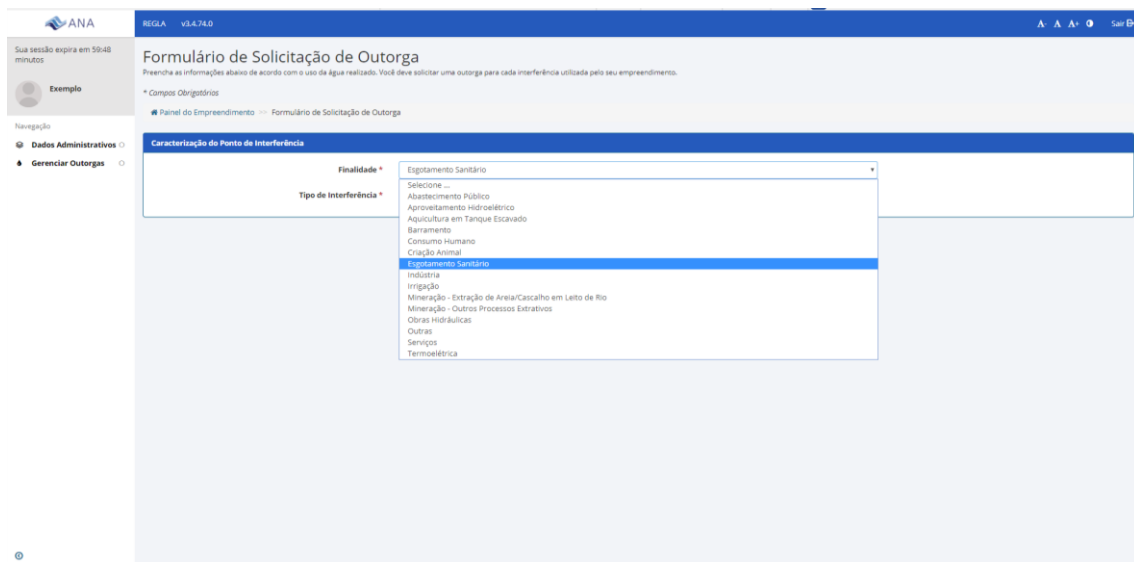 ANA
REGLA v3.4.74.0
A- A A+ Sair
Sua sessão expira em 59:48
minutos
Exemplo
Navegação
Dados Administrativos
Gerenciar Outorgas
Formulário de Solicitação de Outorga
Preencha as informações abaixo de acordo com o uso da água realizado. Você deve solicitar uma outorga para cada interferência utilizada pelo seu empreendimento.
* Campos Obrigatórios
Painel do Empreendimento >> Formulário de Solicitação de Outorga
Caracterização do Ponto de Interferência
Finalidade * Esgotamento Sanitário
Tipo de Interferência *
Selecione ...
Abastecimento Público
Aproveitamento Hidroelétrico
Aquicultura em Tanque Escavado
Barramento
Consumo Humano
Criação Animal
Esgotamento Sanitário
Indústria
Irrigação
Mineração - Extração de Areia/Cascalho em Leito de Rio
Mineração - Outros Processos Extrativos
Obras Hidráulicas
Outras
Serviços
Termoelétrica